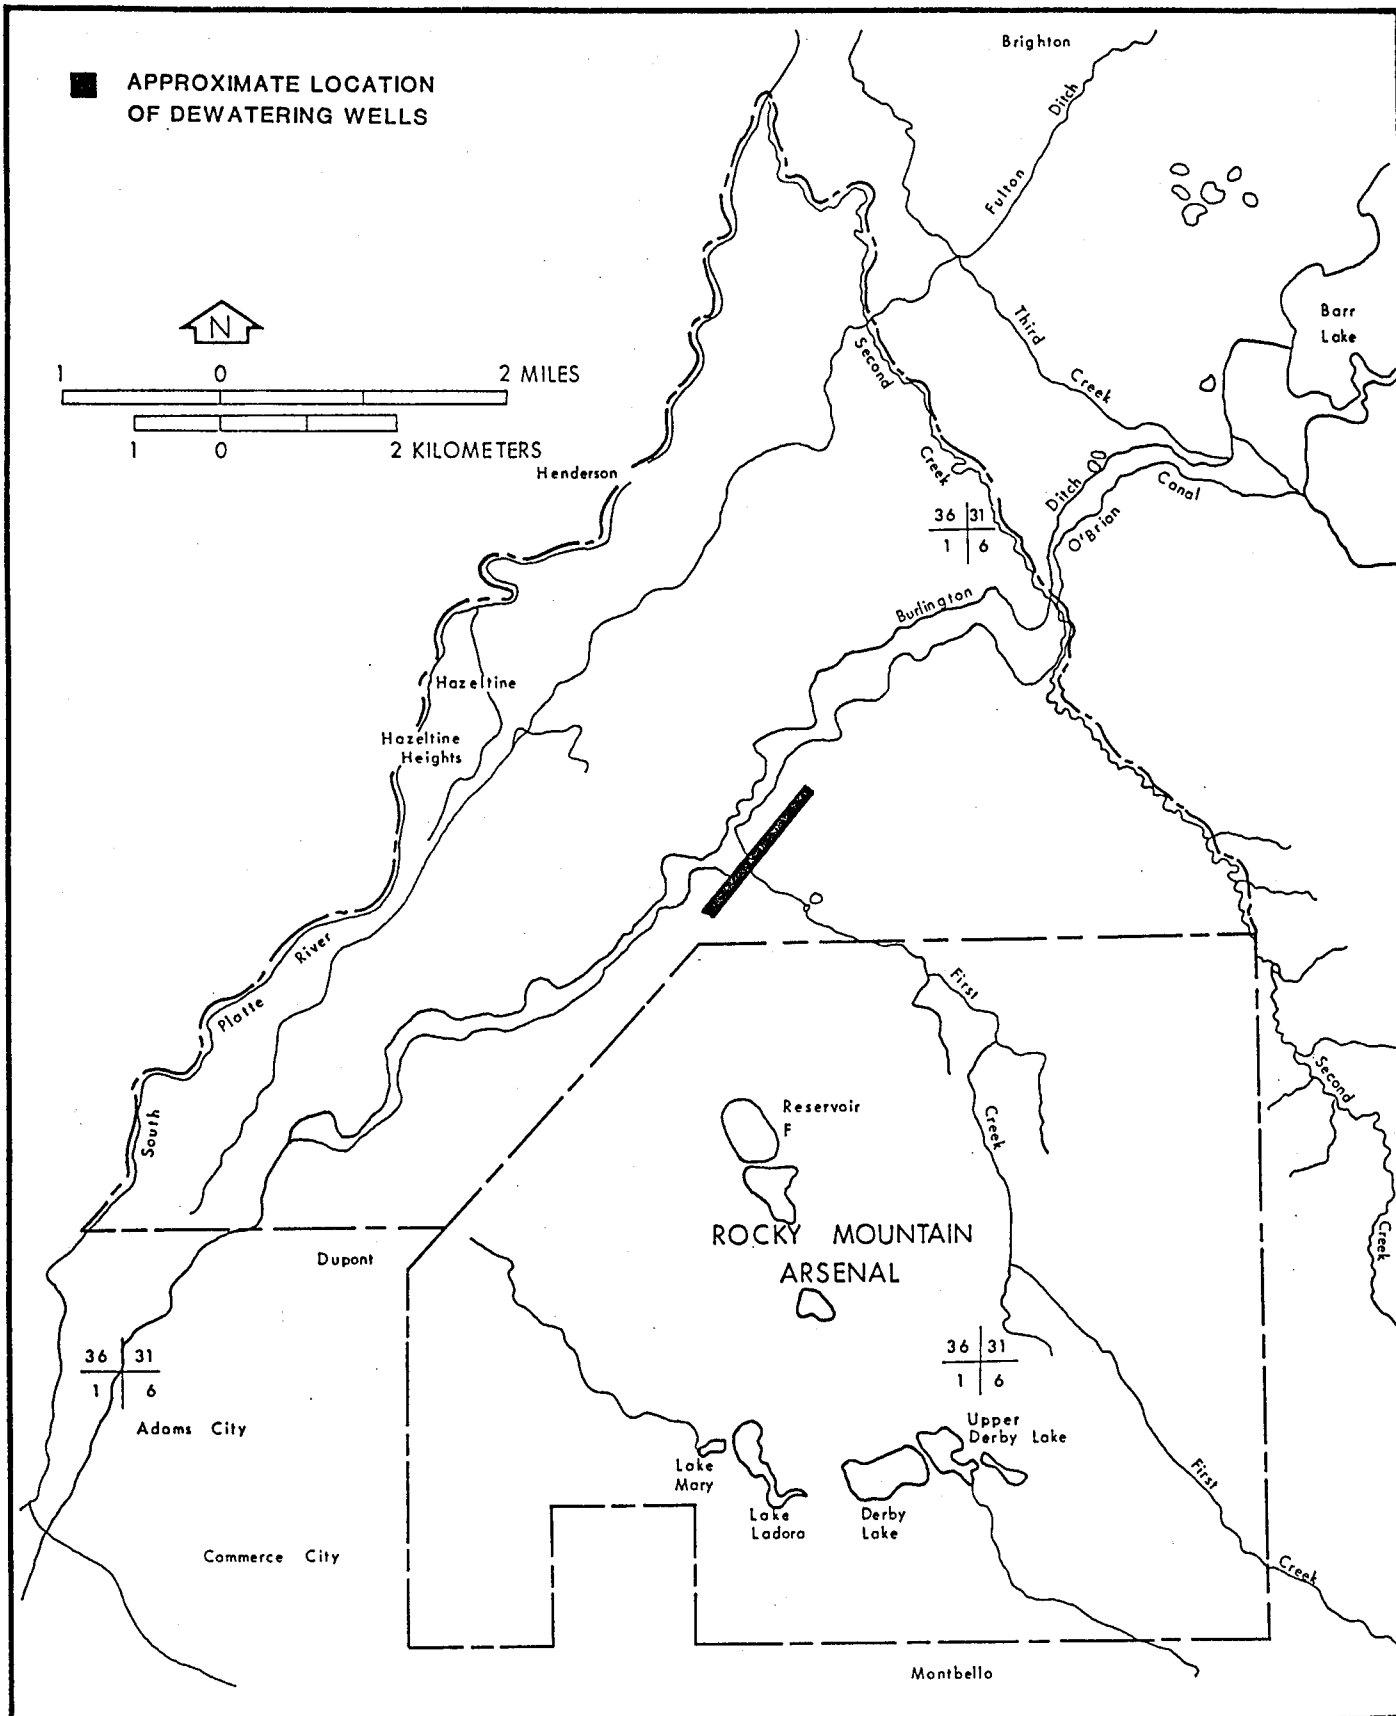 Brighton
APPROXIMATE LOCATION
OF DEWATERING WELLS
Ditch
Fulton
Barr
Lake
N
Third
Second
1 0 2 MILES
Creek
1 0 2 KILOMETERS
Henderson
Creek
Ditch
Canal
O'Brian
36 31
1 6
Burlington
Hazeltine
Hazeltine
Heights
River
Platte
South
First
Second
Creek
Reservoir
F
Creek
ROCKY MOUNTAIN
ARSENAL
Dupont
36 31
1 6
36 31
1 6
Adams City
Upper
Derby Lake
Lake
Mary
First
Lake
Ladora
Derby
Lake
Commerce City
Creek
Montbello